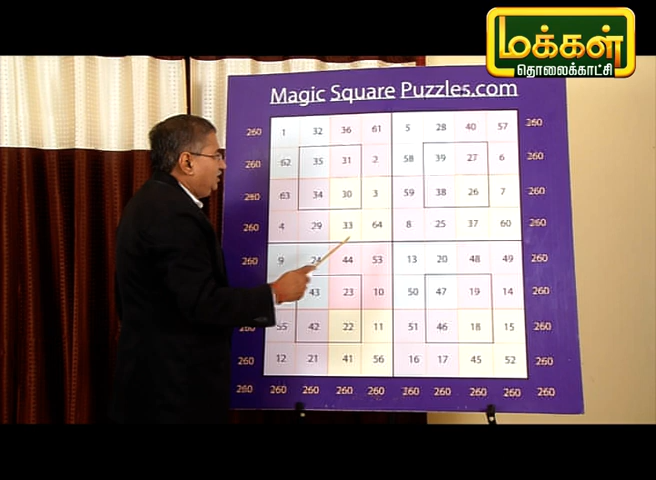 மக்கள்
தொலைக்காட்சி
Magic Square Puzzles.com
260 1 32 36 61 5 28 40 57 260
260 62 35 31 2 58 39 27 6 260
260 63 34 30 3 59 38 26 7 260
260 4 29 33 64 8 25 37 60 260
260 9 24 44 53 13 20 48 49 260
260 43 23 10 50 47 19 14 260
260 55 42 22 11 51 46 18 15 260
260 12 21 41 56 16 17 45 52 260
260 260 260 260 260 260 260 260 260 260